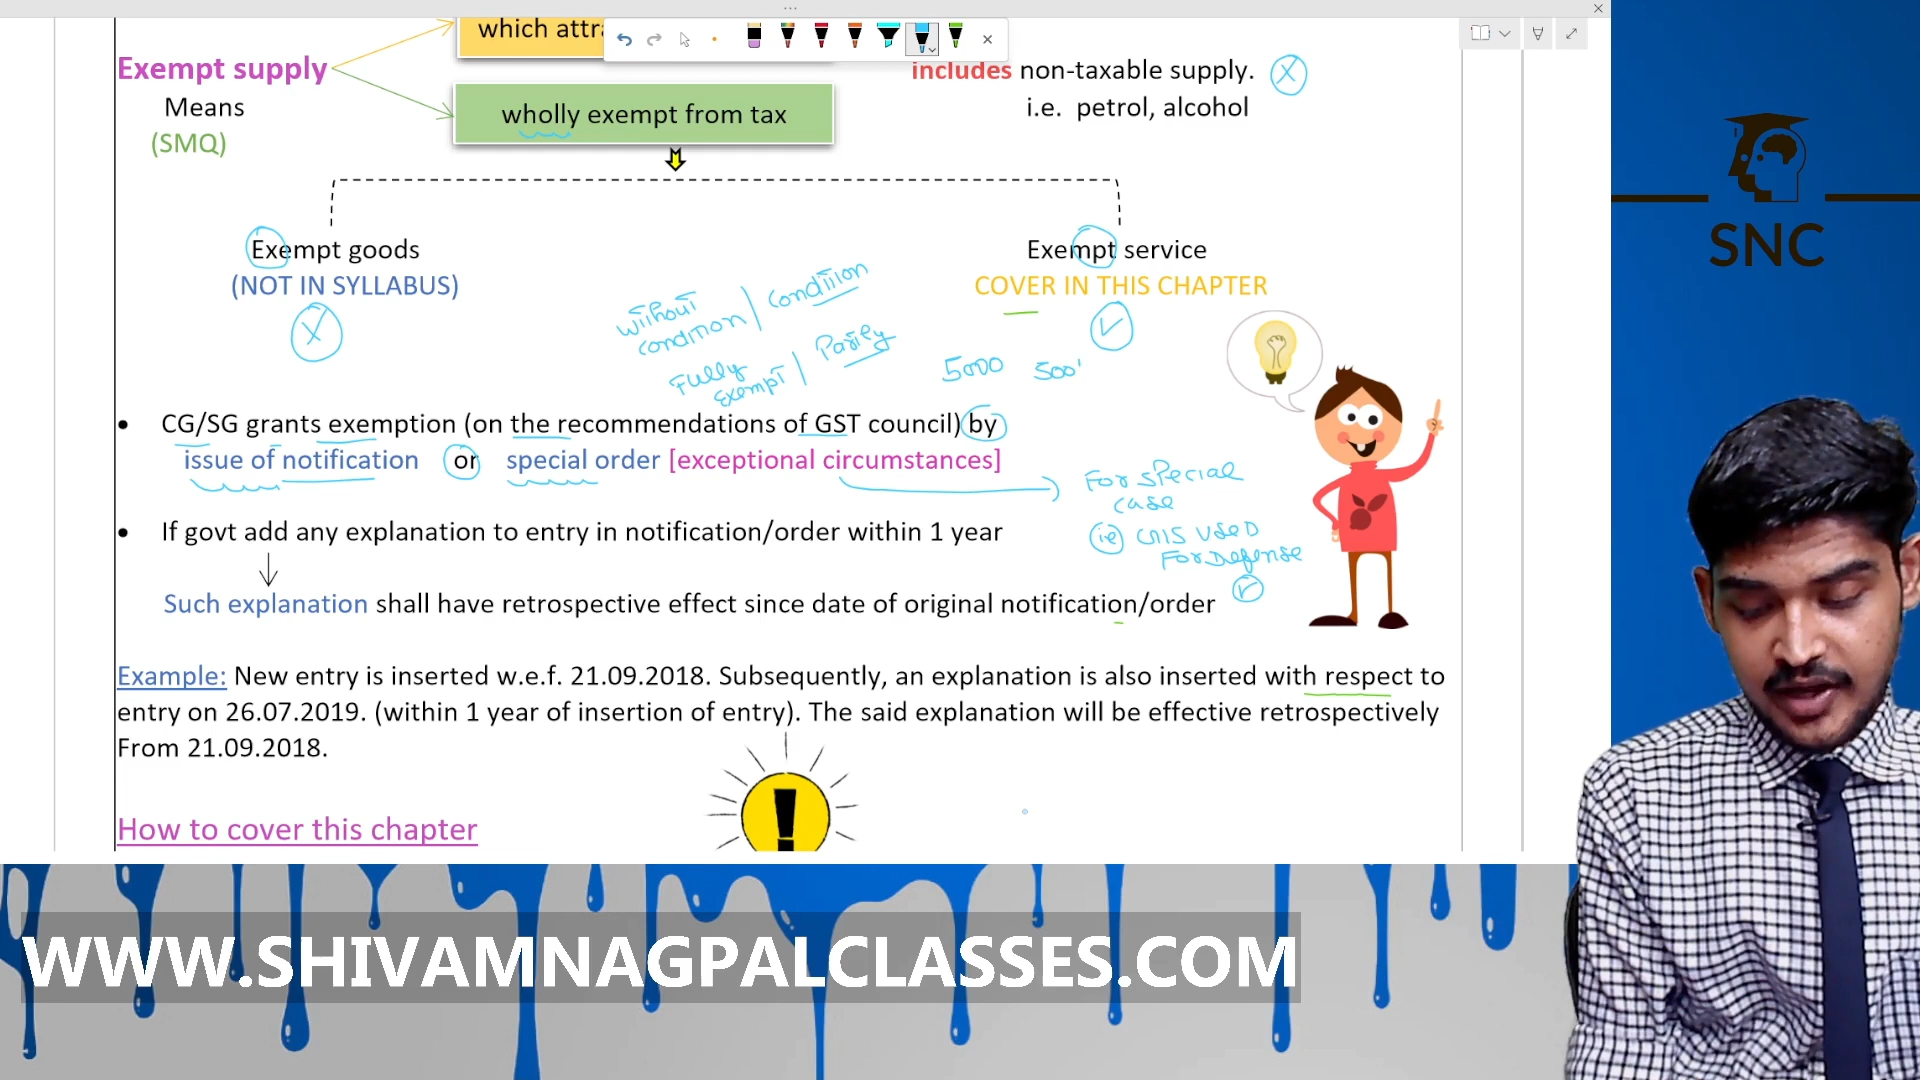 which attra
Exempt supply
includes non-taxable supply. X
Means
wholly exempt from tax
i.e. petrol, alcohol
(SMQ)
SNC
Exempt goods
Exempt service
(NOT IN SYLLABUS)
COVER IN THIS CHAPTER
Without condition | condition
Fully exempt | Partly
5000 500
CG/SG grants exemption (on the recommendations of GST council) by
issue of notification or special order [exceptional circumstances]
For special
case
If govt add any explanation to entry in notification/order within 1 year
ie
used
For Defense
Such explanation shall have retrospective effect since date of original notification/order
Example: New entry is inserted w.e.f. 21.09.2018. Subsequently, an explanation is also inserted with respect to
entry on 26.07.2019. (within 1 year of insertion of entry). The said explanation will be effective retrospectively
From 21.09.2018.
How to cover this chapter
WWW.SHIVAMNAGPALCLASSES.COM